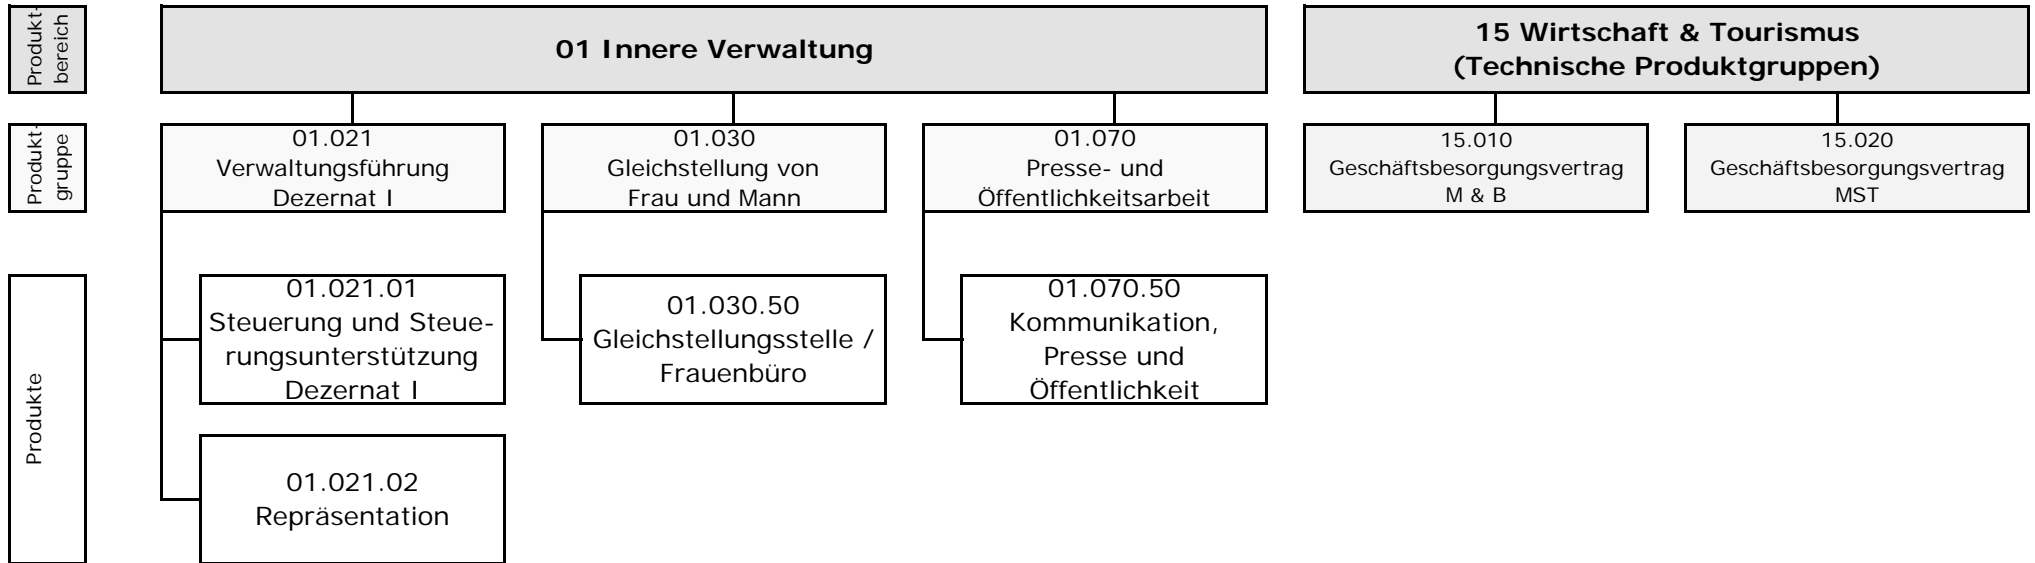 Produkt-
bereich
01 Innere Verwaltung
15 Wirtschaft & Tourismus
(Technische Produktgruppen)
Produkt-
gruppe
01.021
Verwaltungsführung
Dezernat I
01.030
Gleichstellung von
Frau und Mann
01.070
Presse- und
Öffentlichkeitsarbeit
15.010
Geschäftsbesorgungsvertrag
M & B
15.020
Geschäftsbesorgungsvertrag
MST
Produkte
01.021.01
Steuerung und Steue-
rungsunterstützung
Dezernat I
01.030.50
Gleichstellungsstelle /
Frauenbüro
01.070.50
Kommunikation,
Presse und
Öffentlichkeit
01.021.02
Repräsentation